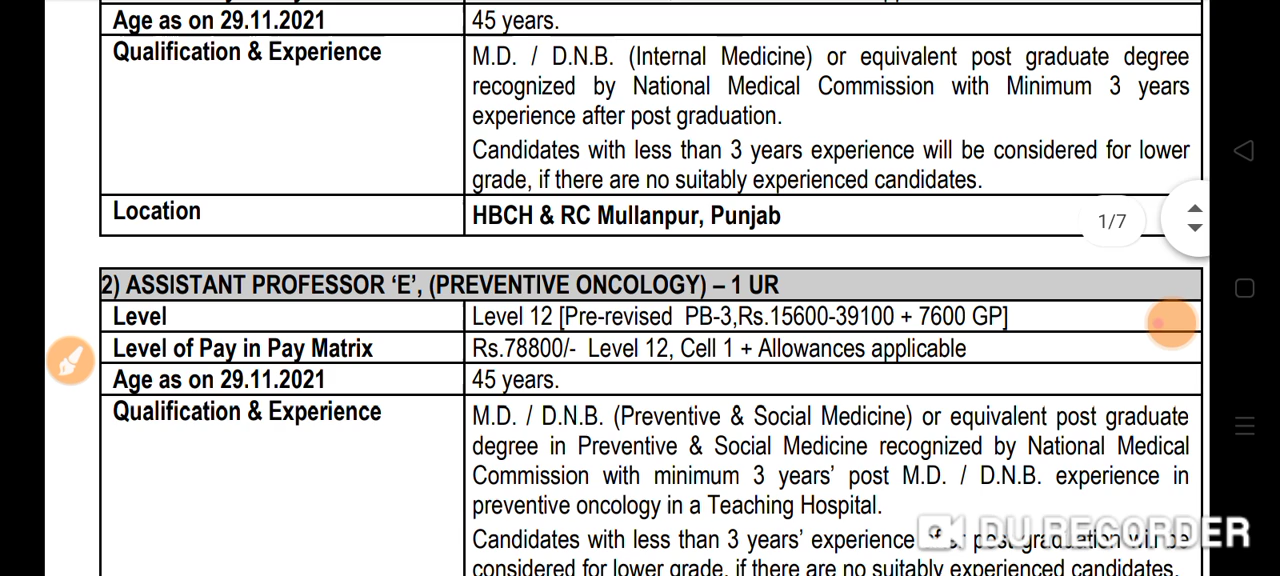 Age as on 29.11.2021
45 years.
Qualification & Experience
M.D. / D.N.B. (Internal Medicine) or equivalent post graduate degree
recognized by National Medical Commission with Minimum 3 years
experience after post graduation.
Candidates with less than 3 years experience will be considered for lower
grade, if there are no suitably experienced candidates.
Location
HBCH & RC Mullanpur, Punjab
1/7
2) ASSISTANT PROFESSOR ‘E’, (PREVENTIVE ONCOLOGY) – 1 UR
Level
Level 12 [Pre-revised PB-3,Rs.15600-39100 + 7600 GP]
Level of Pay in Pay Matrix
Rs.78800/- Level 12, Cell 1 + Allowances applicable
Age as on 29.11.2021
45 years.
Qualification & Experience
M.D. / D.N.B. (Preventive & Social Medicine) or equivalent post graduate
degree in Preventive & Social Medicine recognized by National Medical
Commission with minimum 3 years’ post M.D. / D.N.B. experience in
preventive oncology in a Teaching Hospital.
Candidates with less than 3 years’ experience post graduation will be
considered for lower grade, if there are no suitably experienced candidates.
DU RECORDER